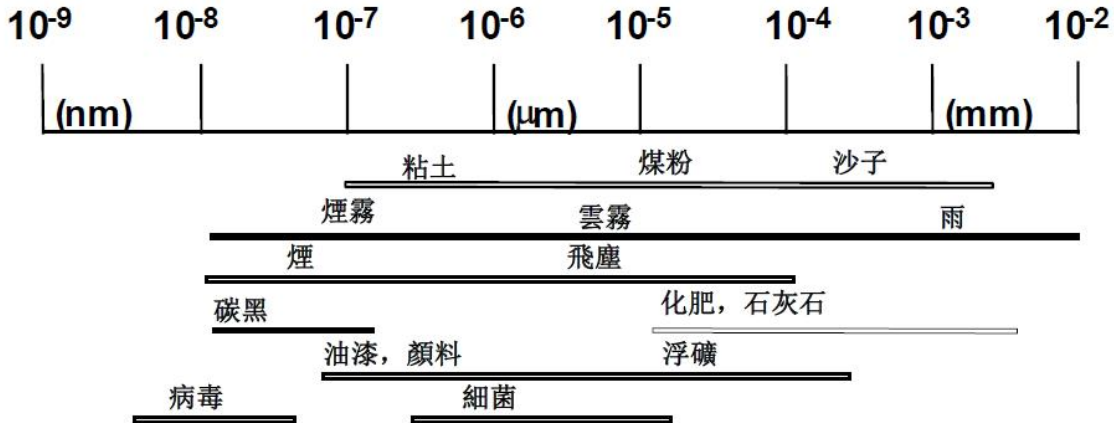 10-9 10-8 10-7 10-6 10-5 10-4 10-3 10-2
(nm) (μm) (mm)
粘土 煤粉 沙子
煙霧 雲霧 雨
煙 飛塵
碳黑 化肥，石灰石
油漆，顏料 浮礦
病毒 細菌